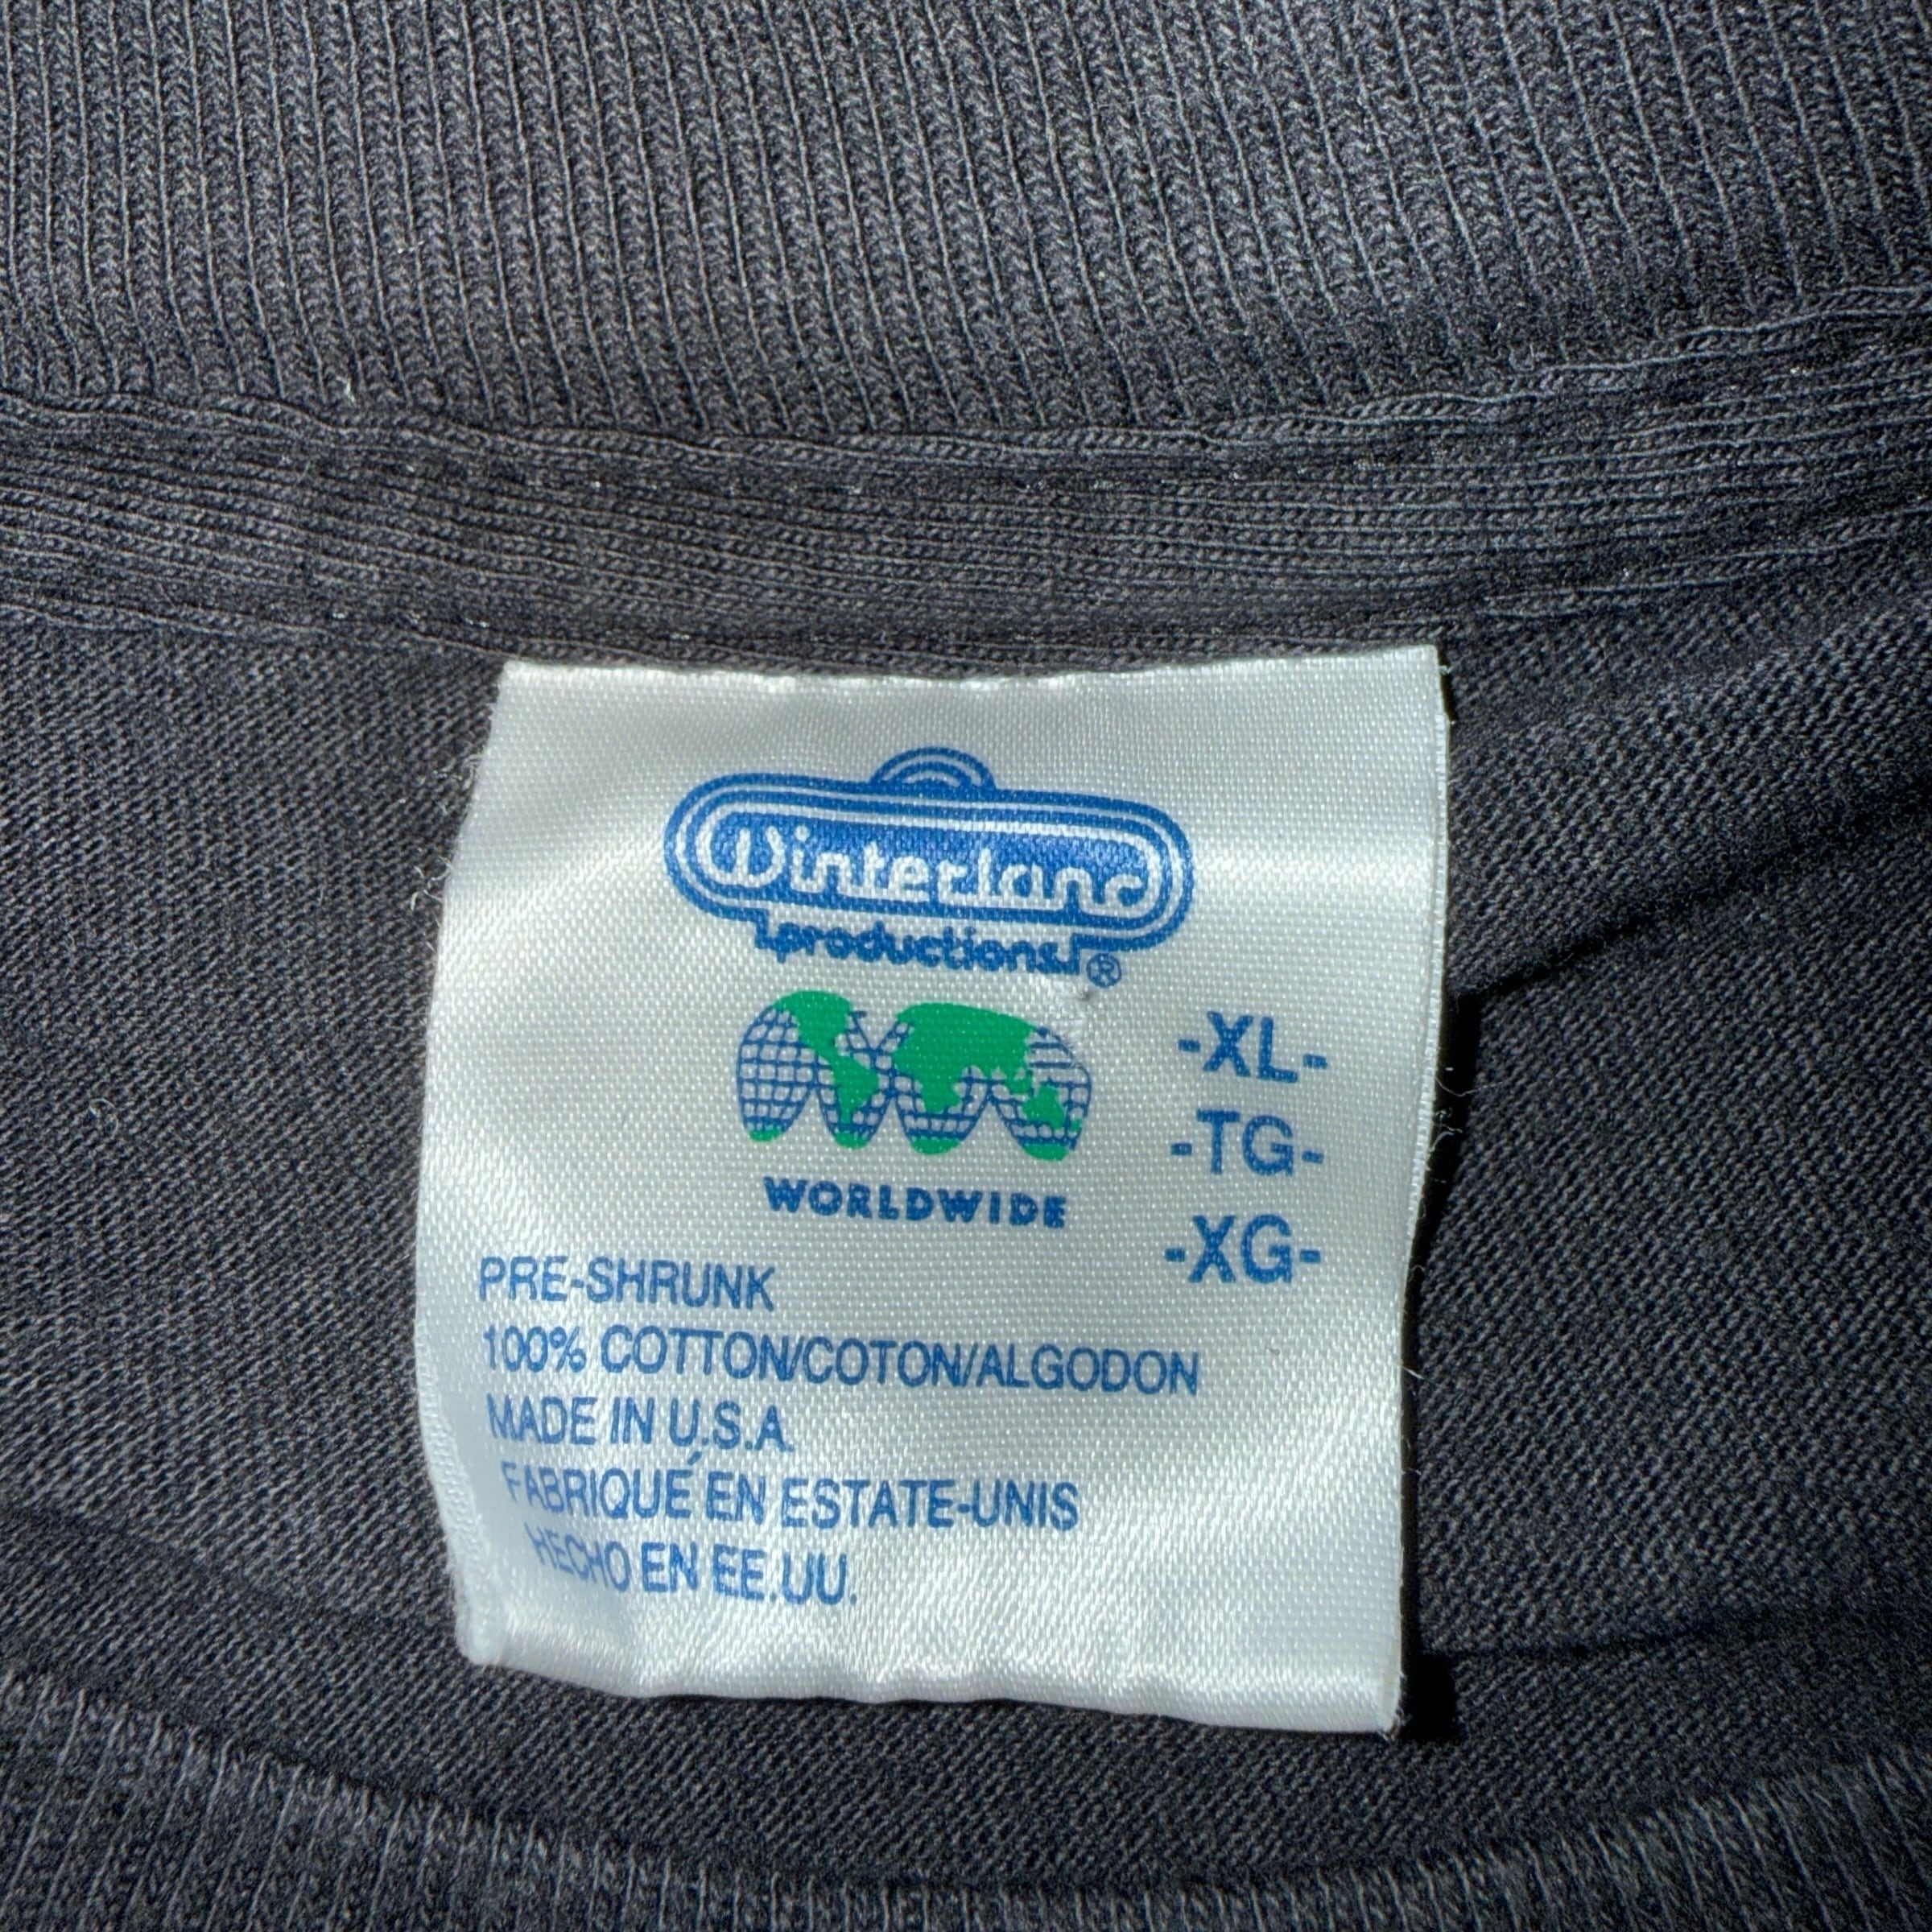 Winterland
productions
®
-XL-
-TG-
-XG-
WORLDWIDE
PRE-SHRUNK
100% COTTON/COTON/ALGODON
MADE IN U.S.A.
FABRIQUÉ EN ESTATE-UNIS
HECHO EN EE.UU.